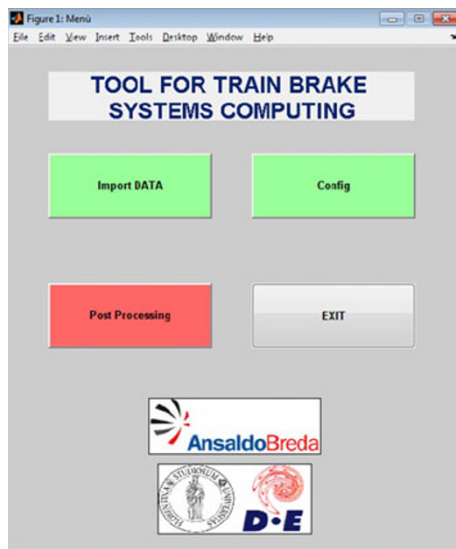 Figure 1: Menù
File Edit View Insert Tools Desktop Window Help
TOOL FOR TRAIN BRAKE
SYSTEMS COMPUTING
Import DATA
Config
Post Processing
EXIT
AnsaldoBreda
D·E